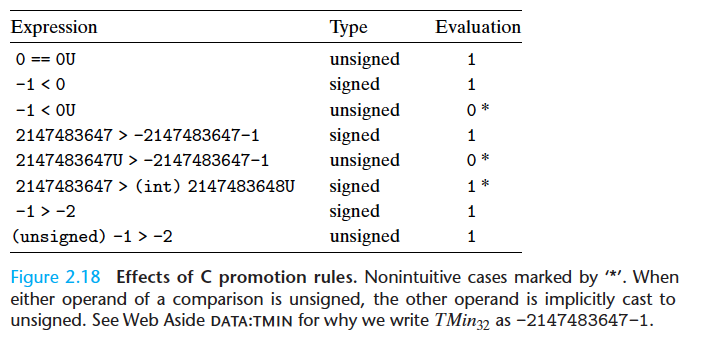 Expression Type Evaluation
0 == 0U unsigned 1
-1 < 0 signed 1
-1 < 0U unsigned 0 *
2147483647 > -2147483647-1 signed 1
2147483647U > -2147483647-1 unsigned 0 *
2147483647 > (int) 2147483648U signed 1 *
-1 > -2 signed 1
(unsigned) -1 > -2 unsigned 1
Figure 2.18 Effects of C promotion rules. Nonintuitive cases marked by ‘*’. When
either operand of a comparison is unsigned, the other operand is implicitly cast to
unsigned. See Web Aside DATA:TMIN for why we write TMin32 as -2147483647-1.